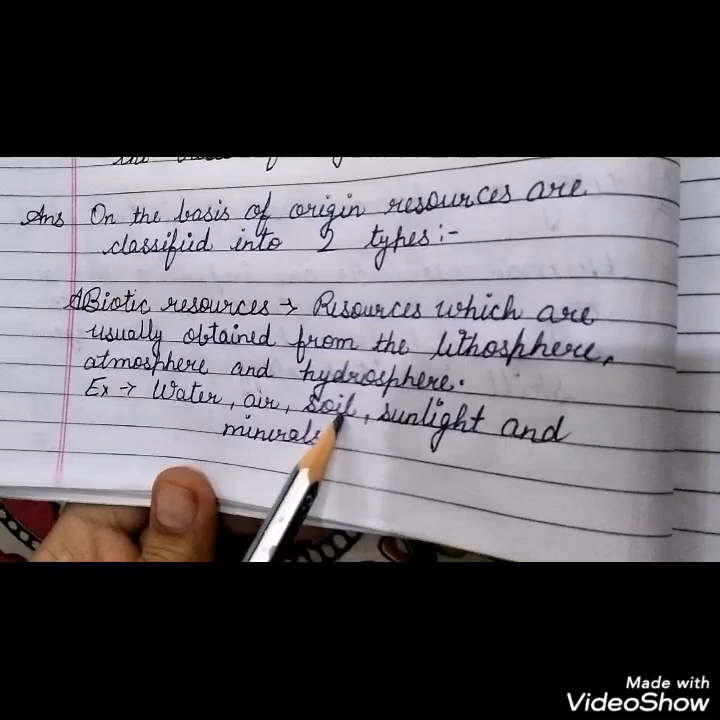 Ans On the basis of origin resources are
classified into 2 types :-
ABiotic resources → Resources which are
usually obtained from the lithosphere,
atmosphere and hydrosphere.
Ex → Water, air, soil, sunlight and
minerals
Made with
VideoShow